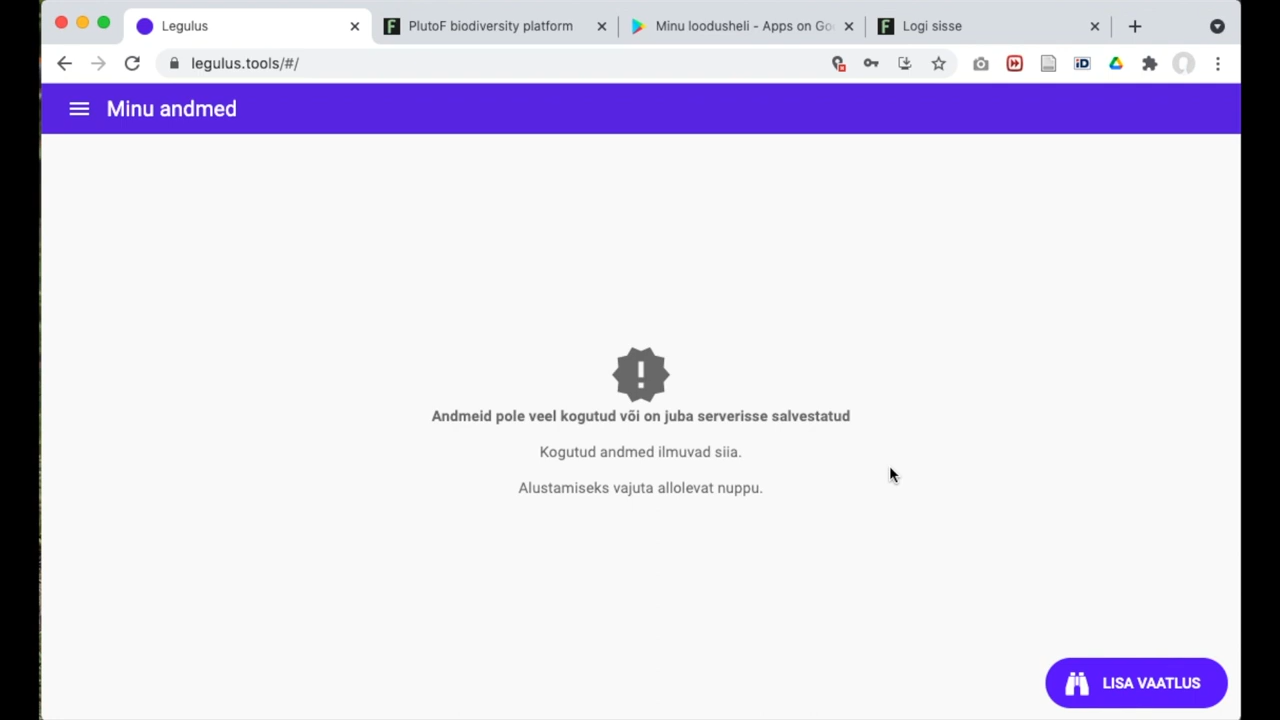 Legulus
PlutoF biodiversity platform
Minu loodusheli - Apps on Go
Logi sisse
legulus.tools/#/
iD
Minu andmed
Andmeid pole veel kogutud või on juba serverisse salvestatud
Kogutud andmed ilmuvad siia.
Alustamiseks vajuta allolevat nuppu.
LISA VAATLUS